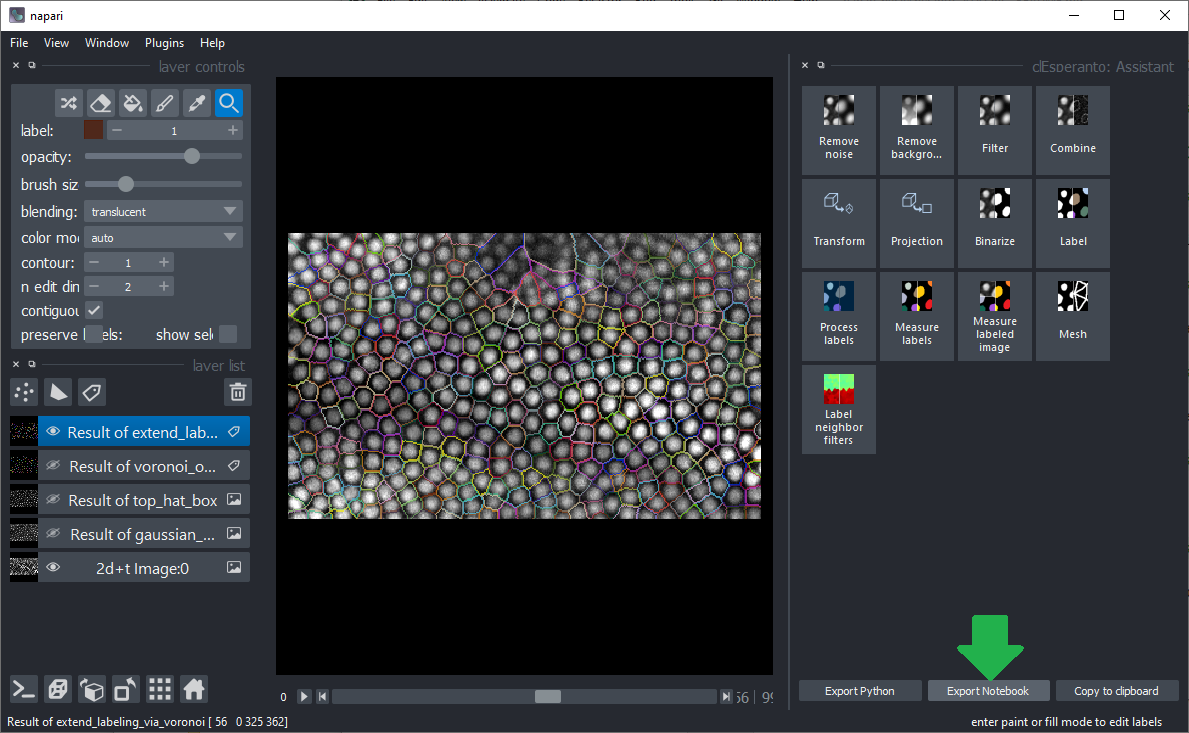 napari
File View Window Plugins Help
layer controls
label: 1
opacity:
brush siz
blending: translucent
color mo auto
contour: 1
n edit din 2
contiguou
preserve l els: show sel
layer list
Result of extend_lab...
Result of voronoi_o...
Result of top_hat_box
Result of gaussian_...
2d+t Image:0
0 56 99
Result of extend_labeling_via_voronoi [ 56 0 325 362]
clEsperanto: Assistant
Remove
noise
Remove
backgro...
Filter
Combine
Transform
Projection
Binarize
Label
Process
labels
Measure
labels
Measure
labeled
image
Mesh
Label
neighbor
filters
Export Python
Export Notebook
Copy to clipboard
enter paint or fill mode to edit labels